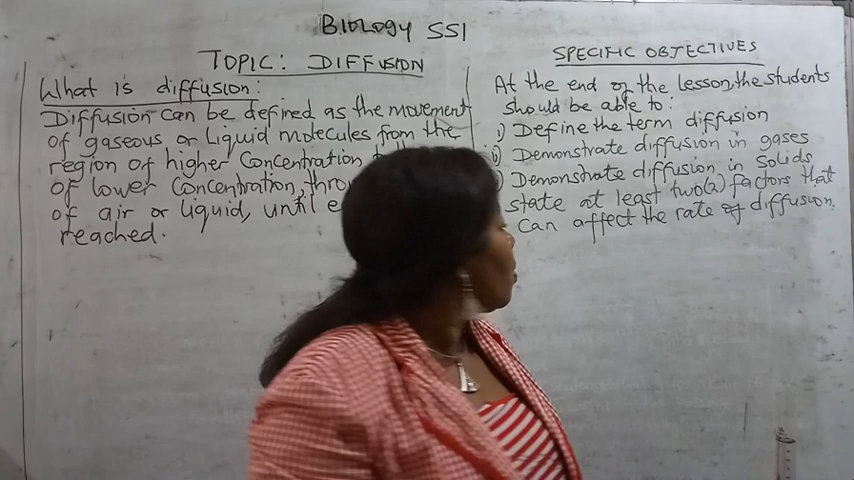 BIOLOGY SS1
TOPIC: DIFFUSION
What is diffusion:
Diffusion can be defined as the movement
of gaseous or liquid molecules from the
region of higher concentration
of lower concentration,
of air or liquid, until
reached.
SPECIFIC OBJECTIVES
At the end of the lesson, the students
should be able to:
i) Define the term diffusion
ii) Demonstrate diffusion in gases
) Demonstrate diffusion in solids
state at least two(2) factors that
can affect the rate of diffusion.